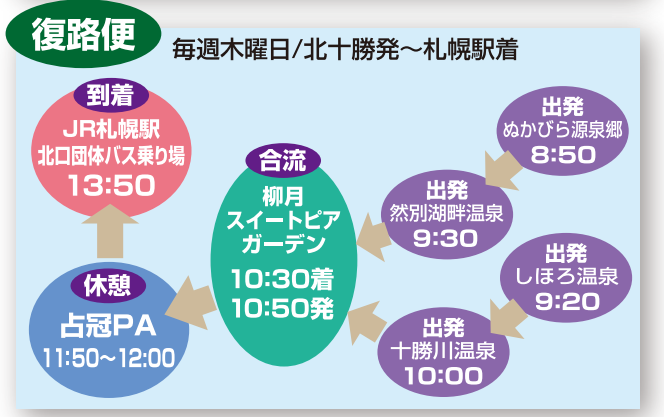 復路便
毎週木曜日/北十勝発～札幌駅着
出発
ぬかびら源泉郷
8:50
出発
然別湖畔温泉
9:30
出発
しほろ温泉
9:20
出発
十勝川温泉
10:00
合流
柳月
スイートピア
ガーデン
10:30着
10:50発
休憩
占冠PA
11:50～12:00
到着
JR札幌駅
北口団体バス乗り場
13:50